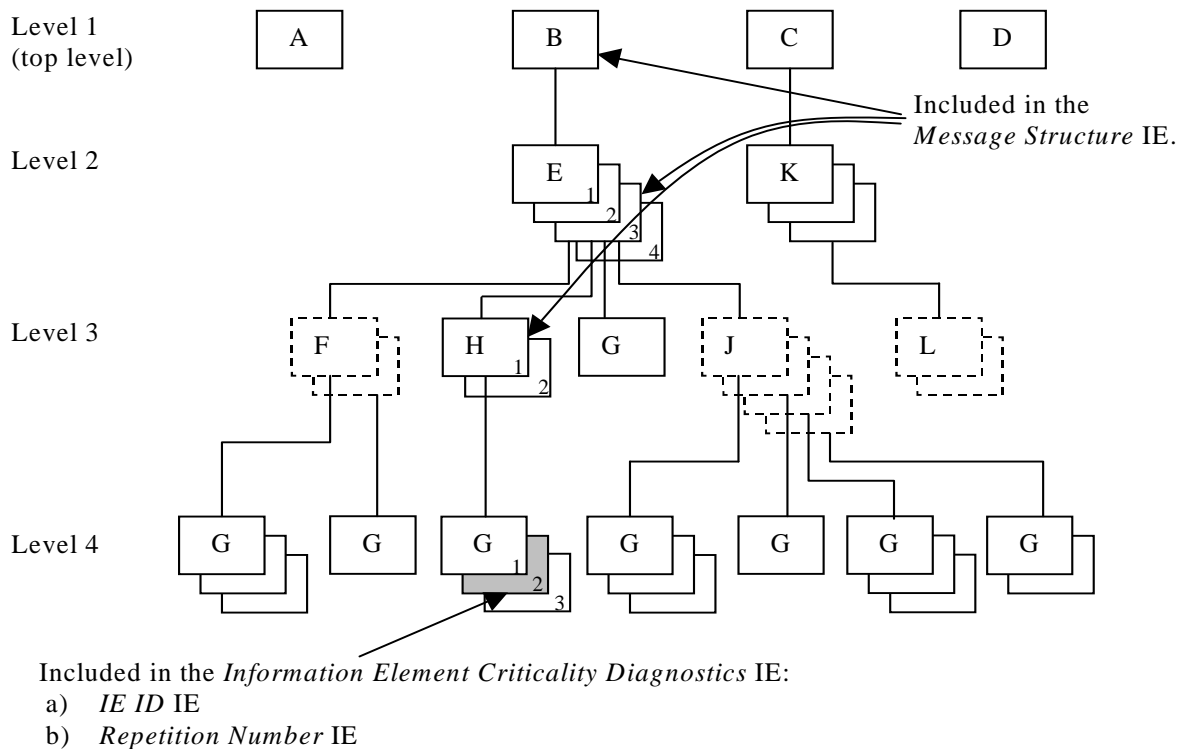 Level 1
(top level)
A
B
C
D
Included in the
Message Structure IE.
Level 2
E
1
2
3
4
K
Level 3
F
H
1
2
G
J
L
Level 4
G
G
G
1
2
3
G
G
G
G
Included in the Information Element Criticality Diagnostics IE:
a) IE ID IE
b) Repetition Number IE